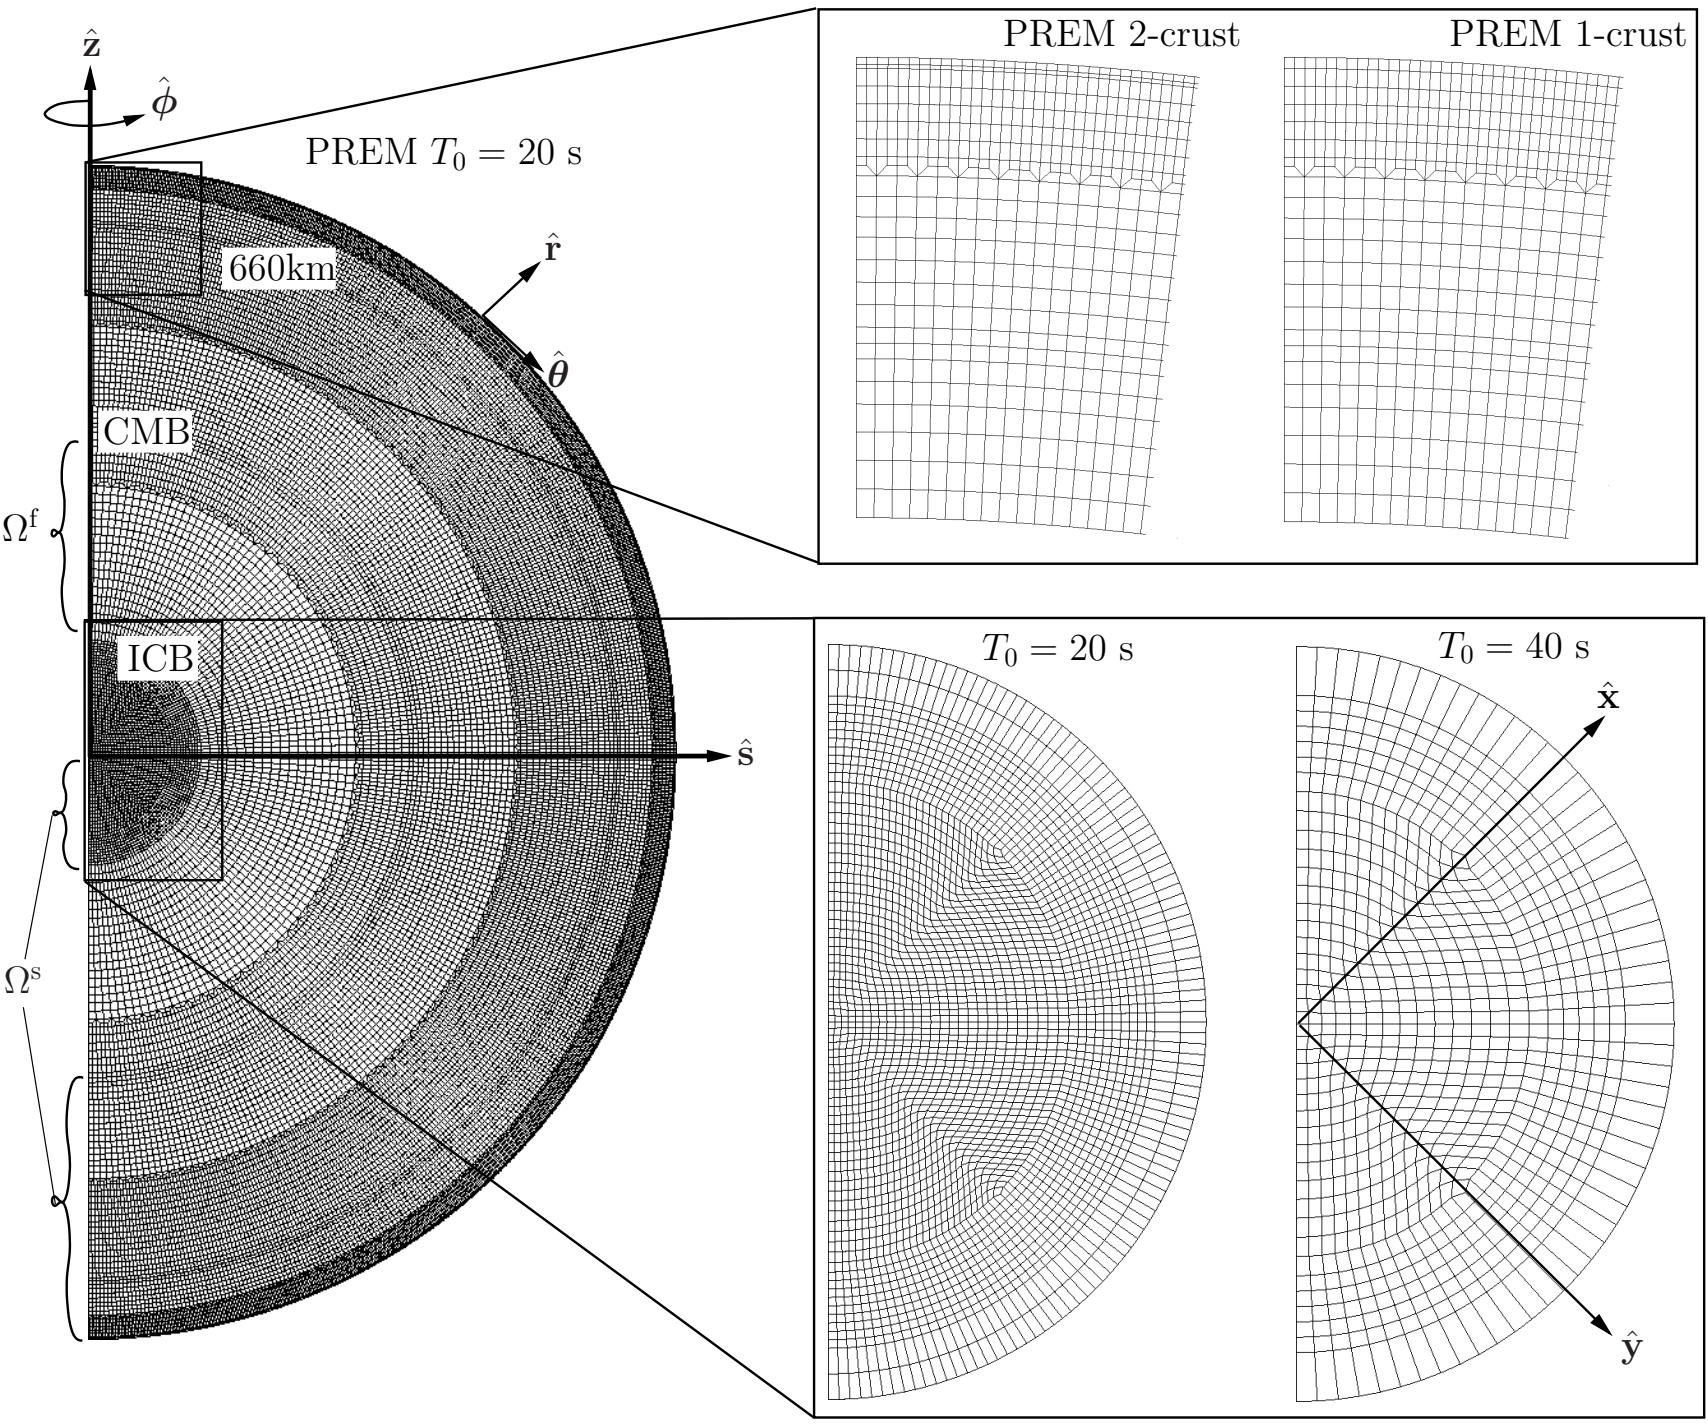 ẑ
ϕ̂
PREM T₀ = 20 s
660km
r̂
θ̂
CMB
Ωᶠ
ICB
ŝ
Ωˢ
PREM 2-crust
PREM 1-crust
T₀ = 20 s
T₀ = 40 s
x̂
ŷ